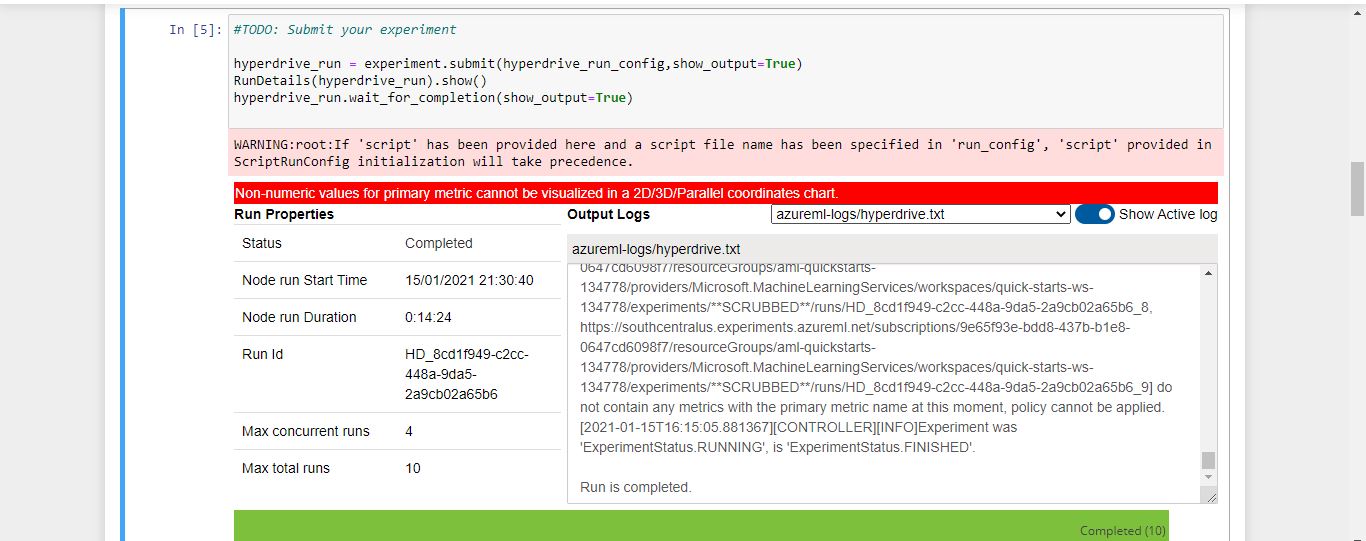 In [5]: #TODO: Submit your experiment
hyperdrive_run = experiment.submit(hyperdrive_run_config,show_output=True)
RunDetails(hyperdrive_run).show()
hyperdrive_run.wait_for_completion(show_output=True)
WARNING:root:If 'script' has been provided here and a script file name has been specified in 'run_config', 'script' provided in
ScriptRunConfig initialization will take precedence.
Non-numeric values for primary metric cannot be visualized in a 2D/3D/Parallel coordinates chart.
Run Properties
Status Completed
Node run Start Time 15/01/2021 21:30:40
Node run Duration 0:14:24
Run Id HD_8cd1f949-c2cc-
448a-9da5-
2a9cb02a65b6
Max concurrent runs 4
Max total runs 10
Output Logs azureml-logs/hyperdrive.txt Show Active log
azureml-logs/hyperdrive.txt
0647cd6098f7/resourceGroups/aml-quickstarts-
134778/providers/Microsoft.MachineLearningServices/workspaces/quick-starts-ws-
134778/experiments/**SCRUBBED**/runs/HD_8cd1f949-c2cc-448a-9da5-2a9cb02a65b6_8,
https://southcentralus.experiments.azureml.net/subscriptions/9e65f93e-bdd8-437b-b1e8-
0647cd6098f7/resourceGroups/aml-quickstarts-
134778/providers/Microsoft.MachineLearningServices/workspaces/quick-starts-ws-
134778/experiments/**SCRUBBED**/runs/HD_8cd1f949-c2cc-448a-9da5-2a9cb02a65b6_9] do
not contain any metrics with the primary metric name at this moment, policy cannot be applied.
[2021-01-15T16:15:05.881367][CONTROLLER][INFO]Experiment was
'ExperimentStatus.RUNNING', is 'ExperimentStatus.FINISHED'.
Run is completed.
Completed (10)